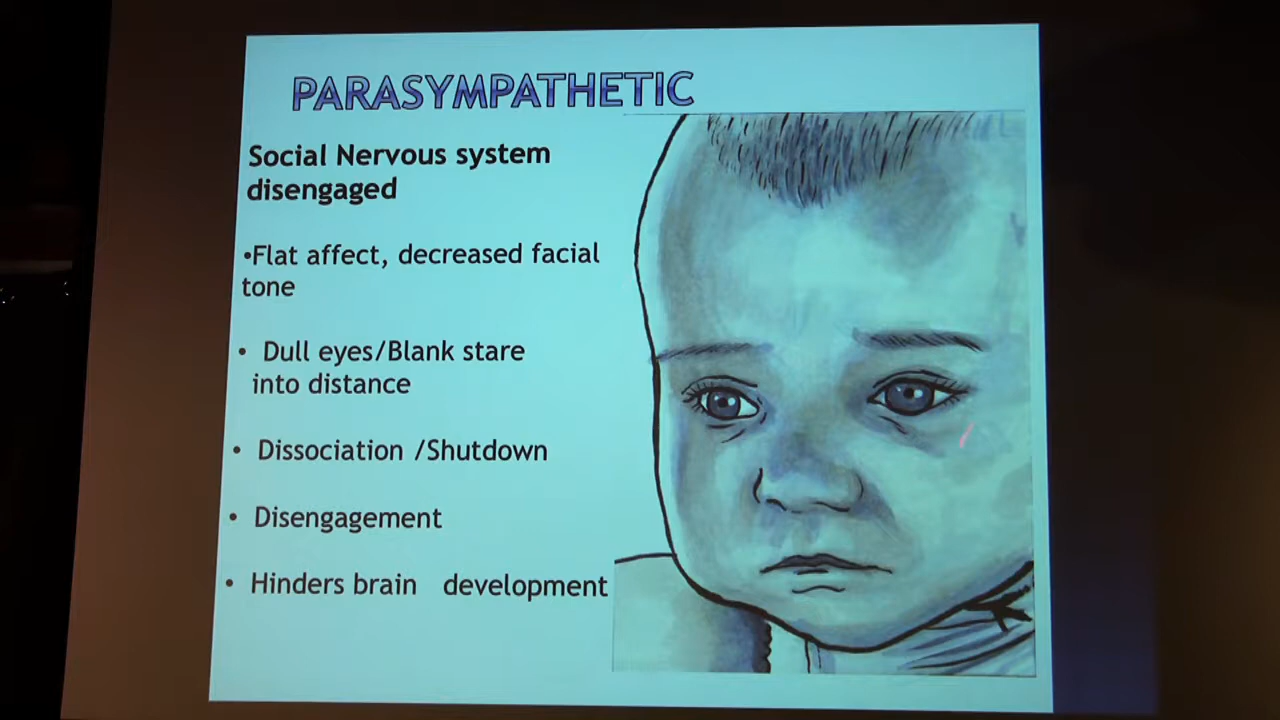 PARASYMPATHETIC
Social Nervous system
disengaged
•Flat affect, decreased facial
tone
• Dull eyes/Blank stare
into distance
• Dissociation /Shutdown
• Disengagement
• Hinders brain development